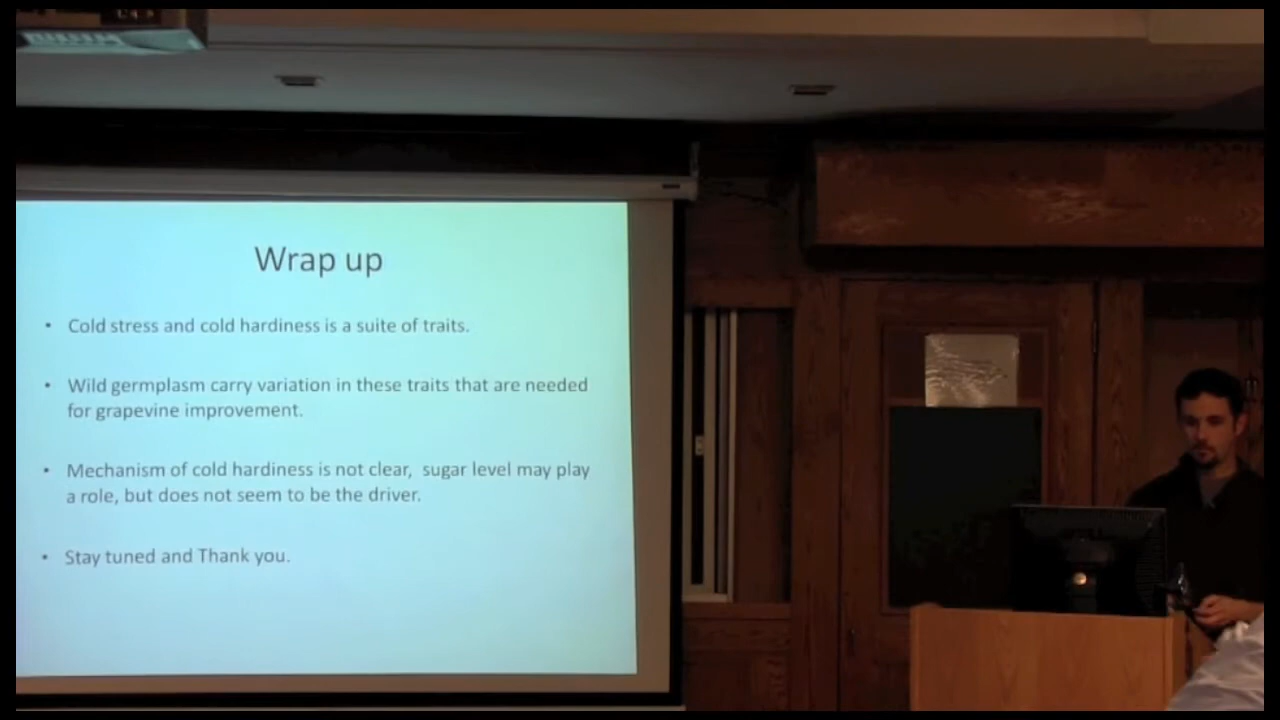 Wrap up
• Cold stress and cold hardiness is a suite of traits.
• Wild germplasm carry variation in these traits that are needed
for grapevine improvement.
• Mechanism of cold hardiness is not clear, sugar level may play
a role, but does not seem to be the driver.
• Stay tuned and Thank you.